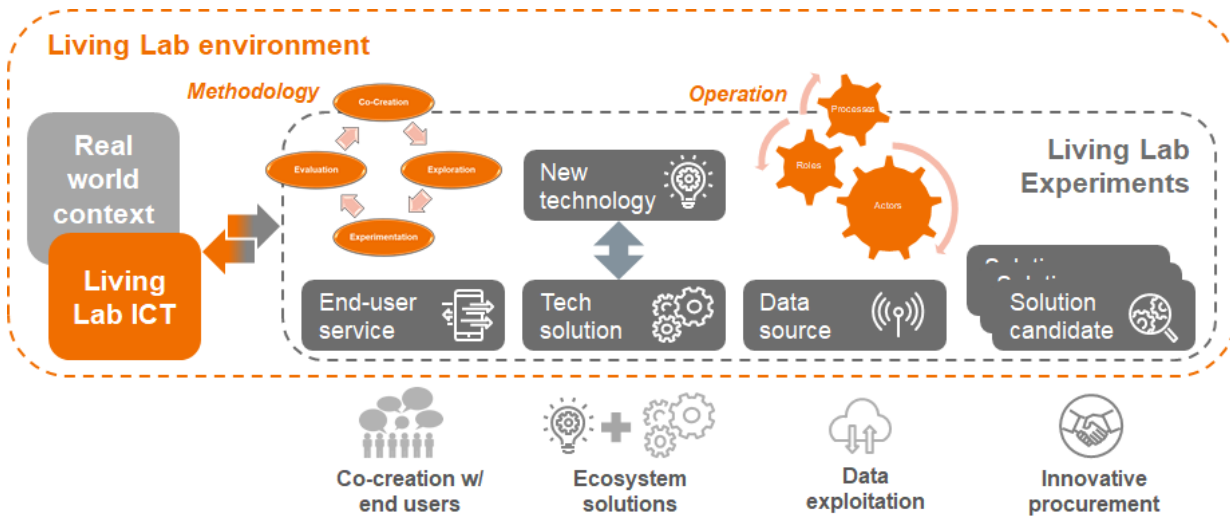 Living Lab environment
Methodology
Co-Creation
Evaluation
Exploration
Experimentation
Operation
Processes
Roles
Actors
Real
world
context
Living
Lab ICT
Living Lab
Experiments
New
technology
End-user
service
Tech
solution
Data
source
Solution
candidate
Co-creation w/
end users
Ecosystem
solutions
Data
exploitation
Innovative
procurement